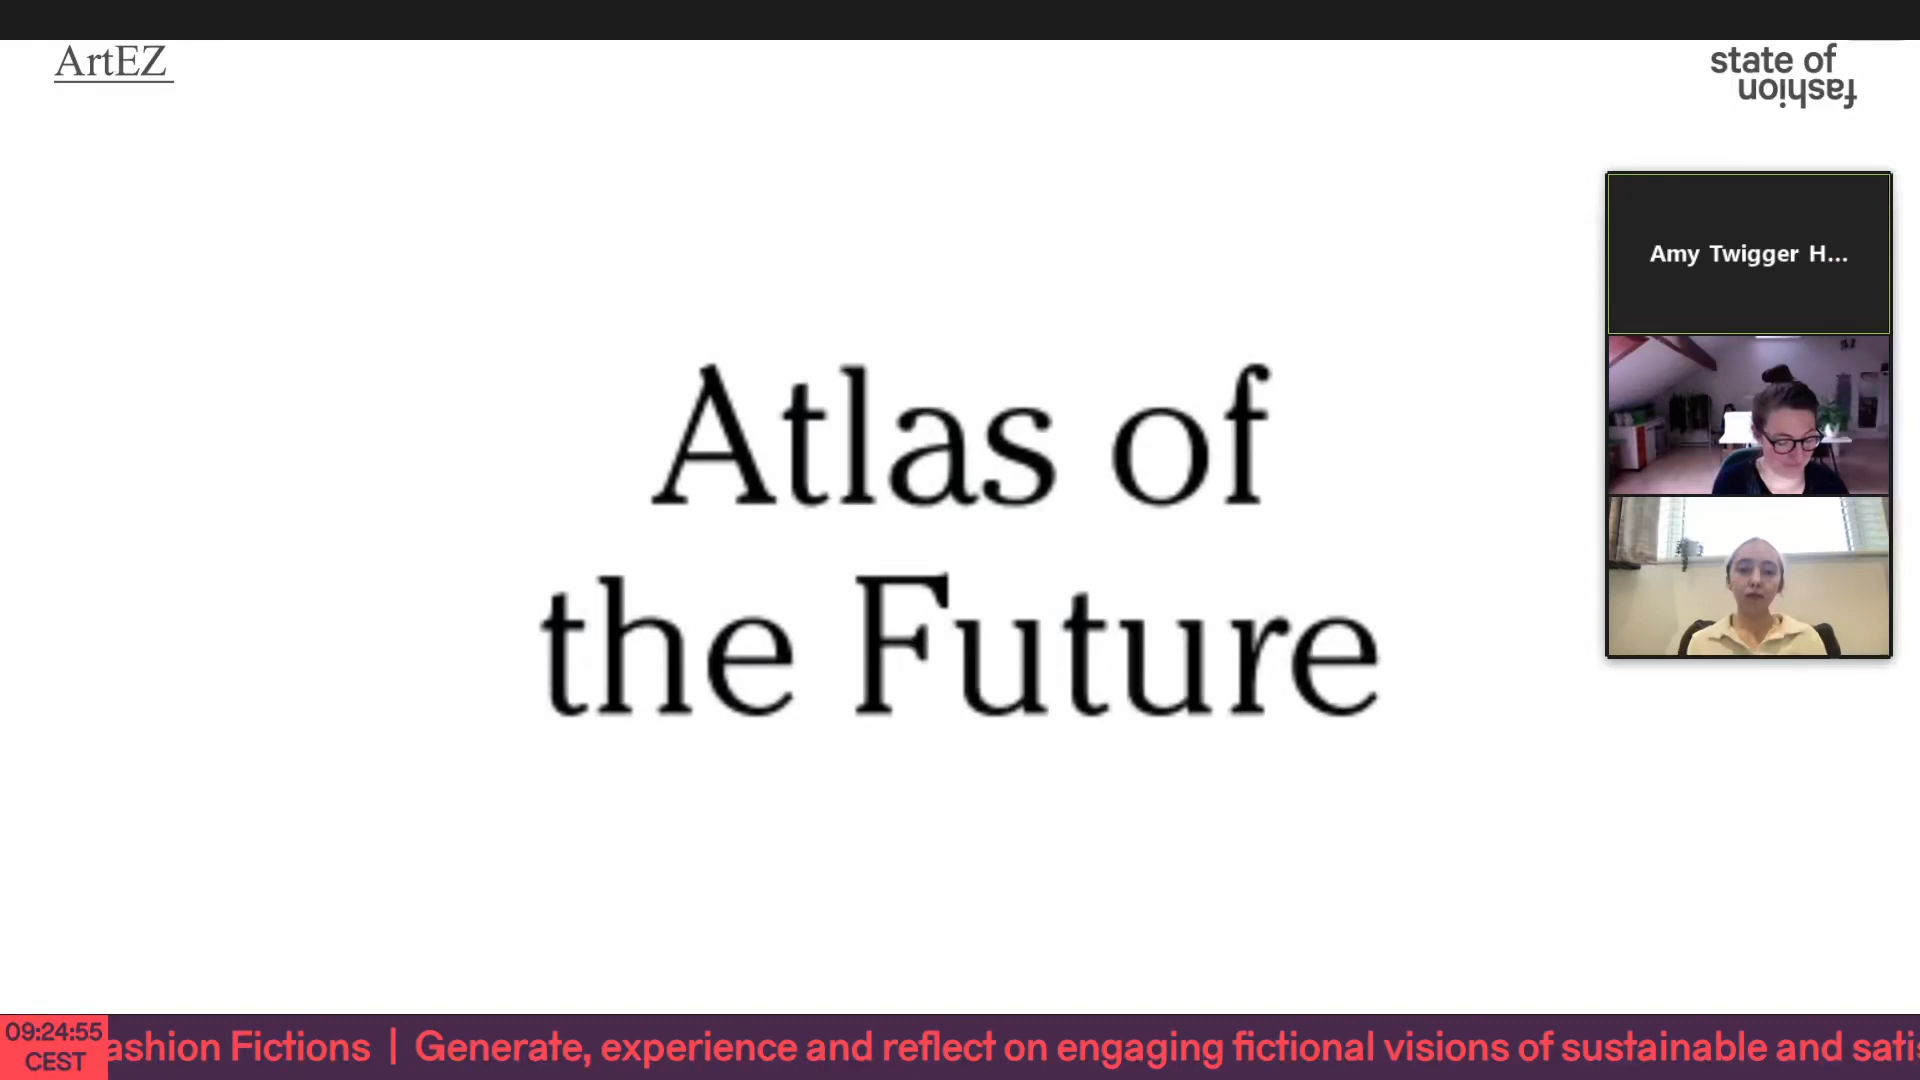 ArtEZ
state of
fashion
Amy Twigger H...
Atlas of
the Future
09:24:55
CEST
ashion Fictions | Generate, experience and reflect on engaging fictional visions of sustainable and satis